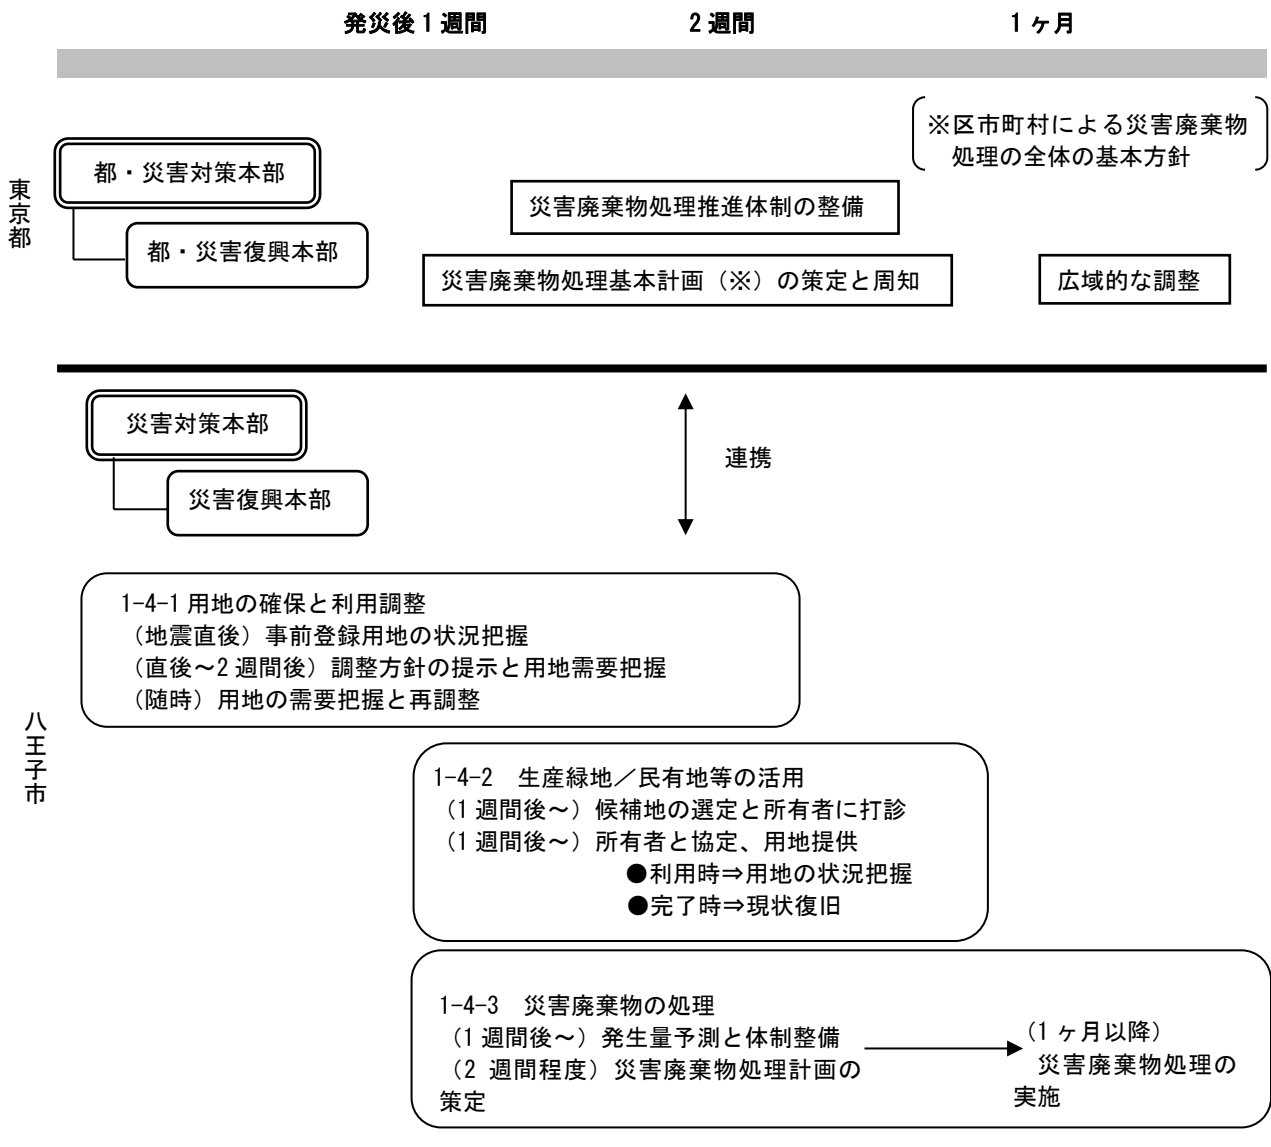 発災後1週間
2週間
1ヶ月
東京都
※区市町村による災害廃棄物
処理の全体の基本方針
都・災害対策本部
災害廃棄物処理推進体制の整備
都・災害復興本部
災害廃棄物処理基本計画（※）の策定と周知
広域的な調整
災害対策本部
連携
災害復興本部
八王子市
1-4-1 用地の確保と利用調整
（地震直後）事前登録用地の状況把握
（直後～2週間後）調整方針の提示と用地需要把握
（随時）用地の需要把握と再調整
1-4-2　生産緑地／民有地等の活用
（1週間後～）候補地の選定と所有者に打診
（1週間後～）所有者と協定、用地提供
●利用時⇒用地の状況把握
●完了時⇒現状復旧
1-4-3　災害廃棄物の処理
（1週間後～）発生量予測と体制整備
（2 週間程度）災害廃棄物処理計画の
策定
（1ヶ月以降）
災害廃棄物処理の
実施